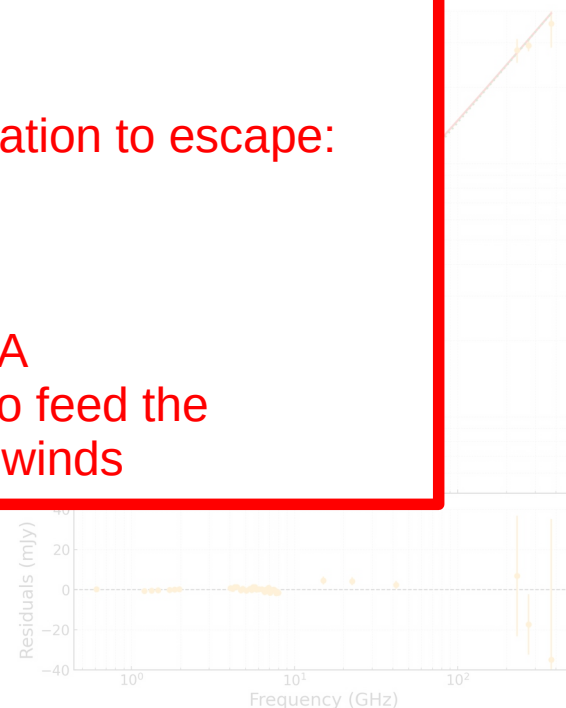 ation to escape:
A
o feed the
winds
40
20
0
−20
−40
Residuals (mJy)
10⁰ 10¹ 10²
Frequency (GHz)